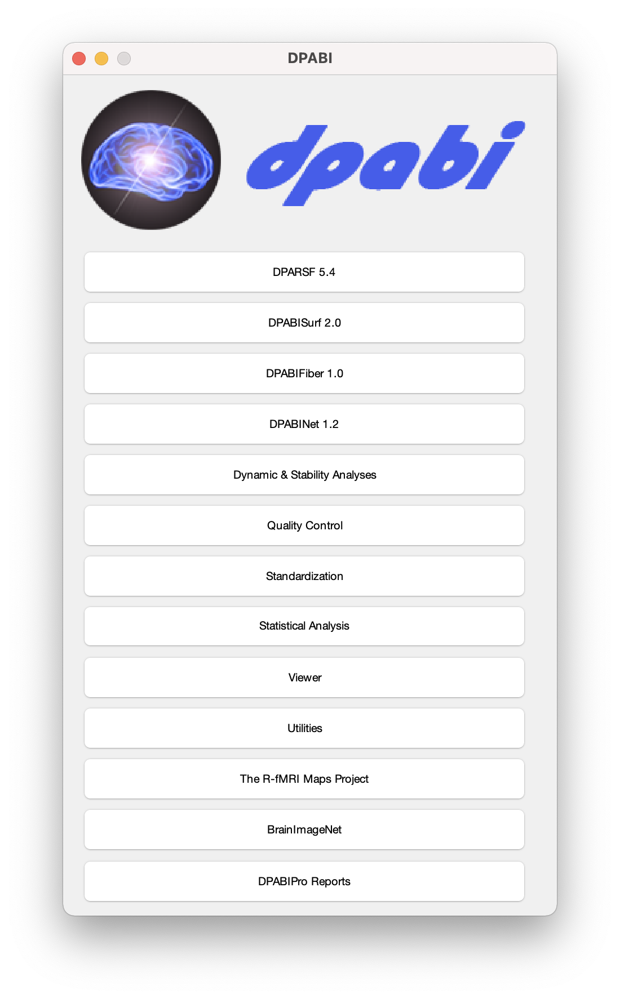 DPABI
dpabi
DPARSF 5.4
DPABISurf 2.0
DPABIFiber 1.0
DPABINet 1.2
Dynamic & Stability Analyses
Quality Control
Standardization
Statistical Analysis
Viewer
Utilities
The R-fMRI Maps Project
BrainImageNet
DPABIPro Reports